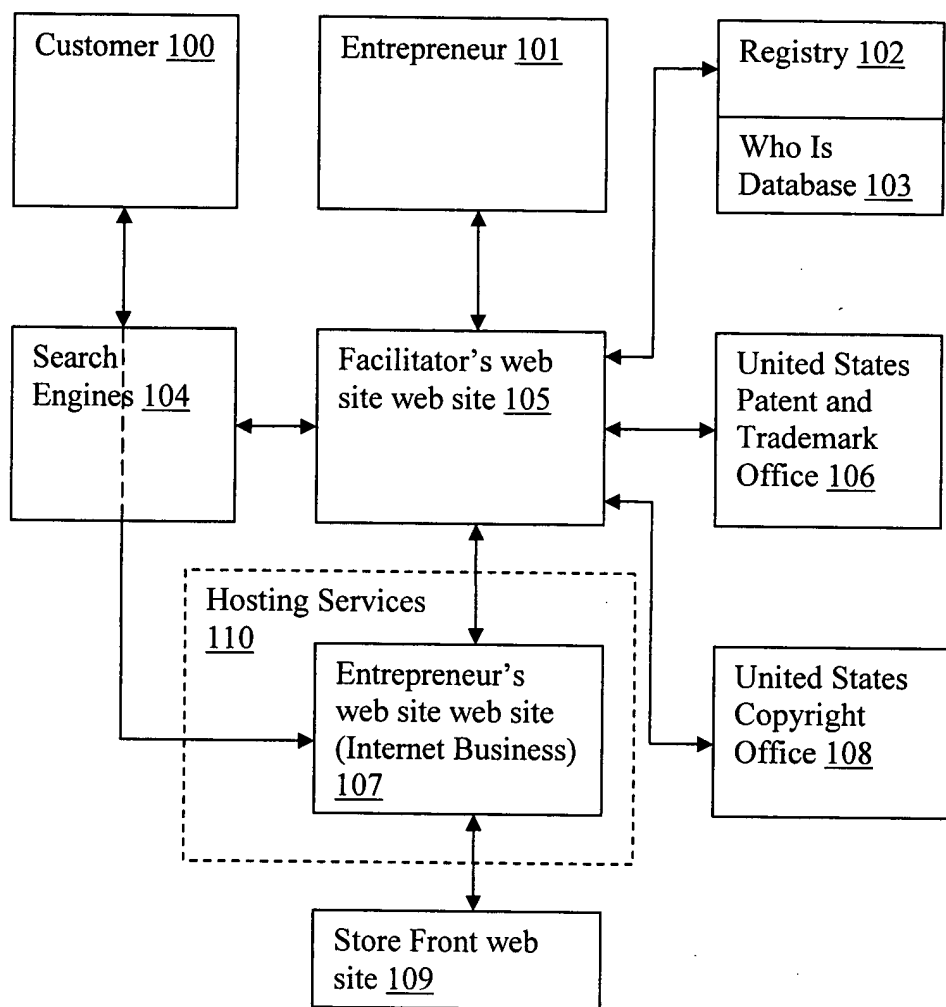 Customer 100
Entrepreneur 101
Registry 102
Who Is
Database 103
Search
Engines 104
Facilitator's web
site web site 105
United States
Patent and
Trademark
Office 106
Hosting Services
110
Entrepreneur's
web site web site
(Internet Business)
107
United States
Copyright
Office 108
Store Front web
site 109